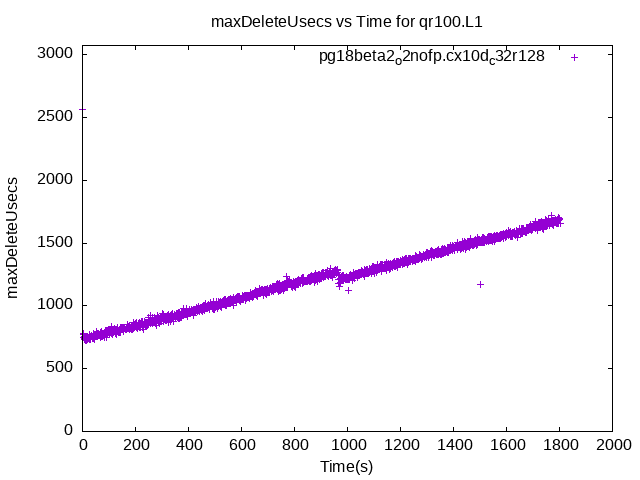 maxDeleteUsecs vs Time for qr100.L1
pg18beta2o2nofp.cx10dc32r128
3000
2500
2000
1500
1000
500
0
maxDeleteUsecs
0 200 400 600 800 1000 1200 1400 1600 1800 2000
Time(s)